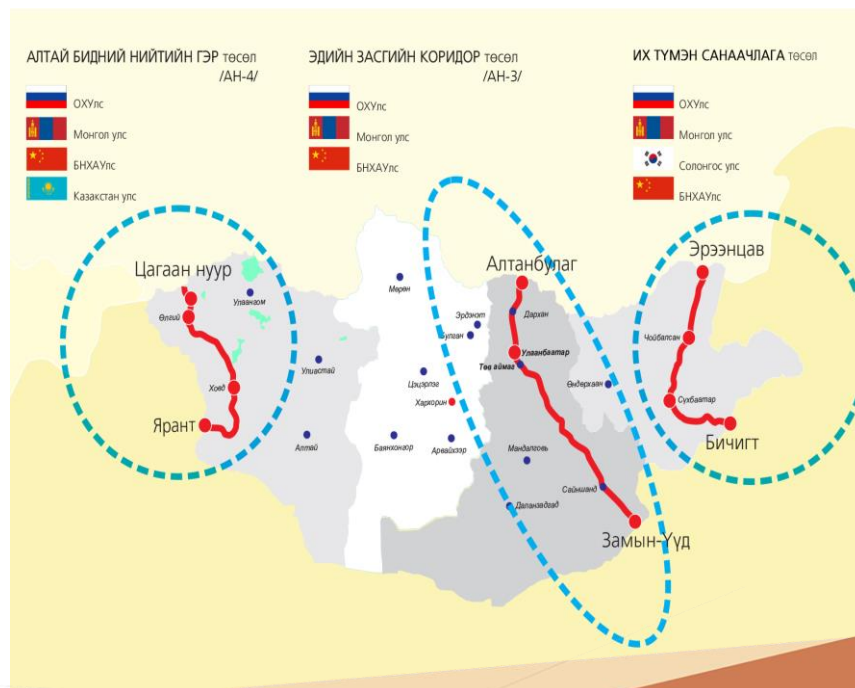 АЛТАЙ БИДНИЙ НИЙТИЙН ГЭР төсөл
/АН-4/
ОХУлс
Монгол улс
БНХАУлс
Казакстан улс
ЭДИЙН ЗАСГИЙН КОРИДОР төсөл
/АН-3/
ОХУлс
Монгол улс
БНХАУлс
ИХ ТҮМЭН САНААЧЛАГА төсөл
ОХУлс
Монгол улс
Солонгос улс
БНХАУлс
Цагаан нуур
Улаангом
Өлгий
Улиастай
Ховд
Ярант
Алтай
Мөрөн
Эрдэнэт
Булган
Цэцэрлэг
Хархорин
Баянхонгор
Арвайхээр
Алтанбулаг
Дархан
Улаанбаатар
Төв аймаг
Өндөрхаан
Мандалговь
Сайншанд
Даланзадгад
Замын-Үүд
Эрээнцав
Чойбалсан
Сүхбаатар
Бичигт